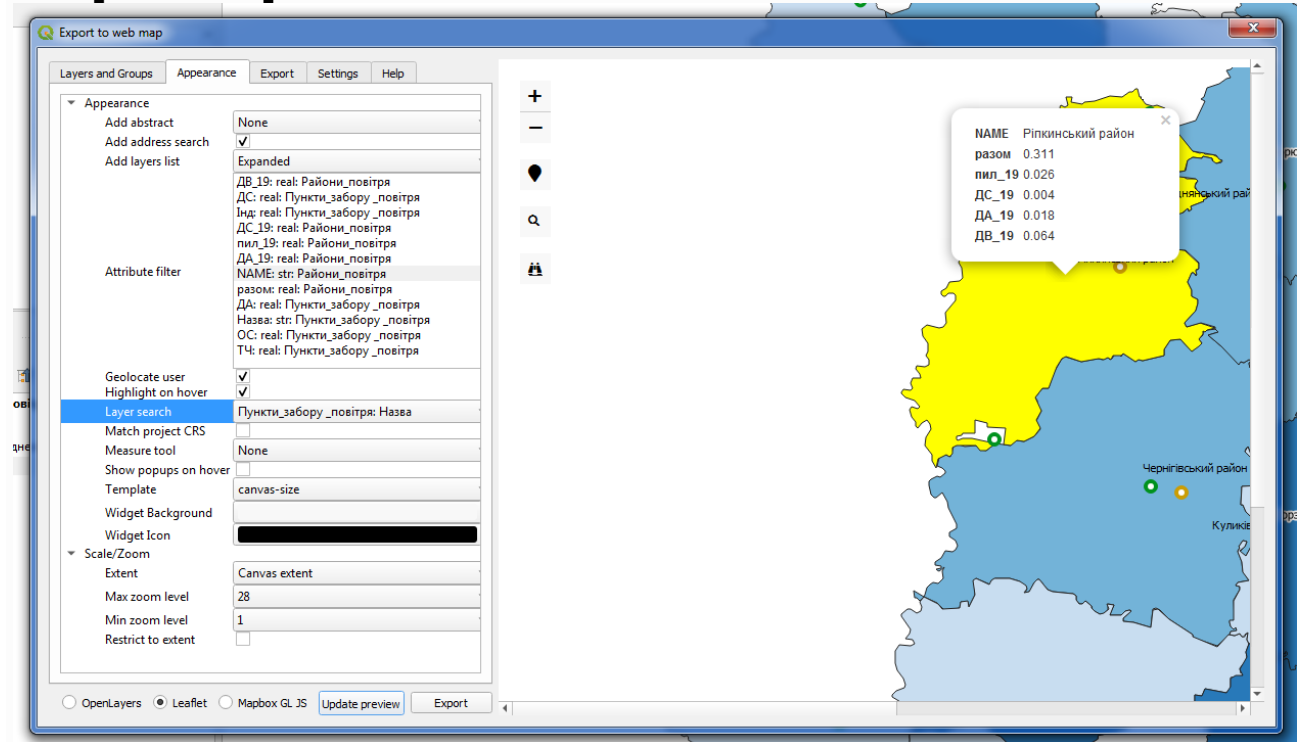 Export to web map
Layers and Groups Appearance Export Settings Help
Appearance
Add abstract None
Add address search
Add layers list Expanded
ДВ_19: real: Райони_повітря
ДС: real: Пункти_забору _повітря
Інд: real: Пункти_забору _повітря
ДС_19: real: Райони_повітря
пил_19: real: Райони_повітря
ДА_19: real: Райони_повітря
Attribute filter NAME: str: Райони_повітря
разом: real: Райони_повітря
ДА: real: Пункти_забору _повітря
Назва: str: Пункти_забору _повітря
ОС: real: Пункти_забору _повітря
ТЧ: real: Пункти_забору _повітря
Geolocate user
Highlight on hover
Layer search Пункти_забору _повітря: Назва
Match project CRS
Measure tool None
Show popups on hover
Template canvas-size
Widget Background
Widget Icon
Scale/Zoom
Extent Canvas extent
Max zoom level 28
Min zoom level 1
Restrict to extent
OpenLayers Leaflet Mapbox GL JS Update preview Export
NAME Ріпкинський район
разом 0.311
пил_19 0.026
ДС_19 0.004
ДА_19 0.018
ДВ_19 0.064
Чернігівський район